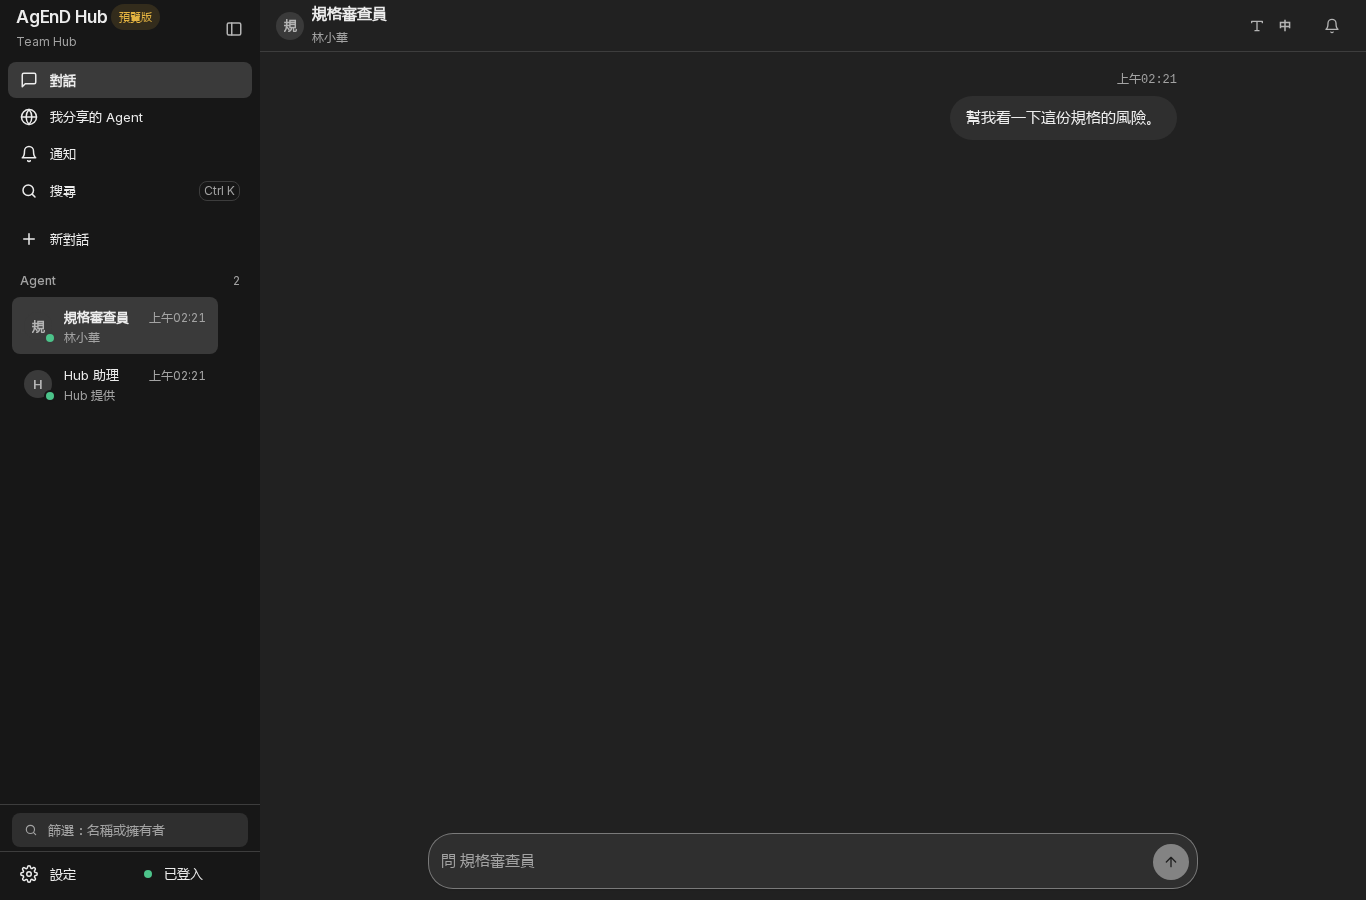 AgEnD Hub 預覽版
Team Hub
對話
我分享的 Agent
通知
搜尋 Ctrl K
新對話
Agent 2
規 規格審查員 上午02:21
林小華
H Hub 助理 上午02:21
Hub 提供
篩選：名稱或擁有者
設定 已登入
規 規格審查員
林小華
T 中
上午02:21
幫我看一下這份規格的風險。
問 規格審查員